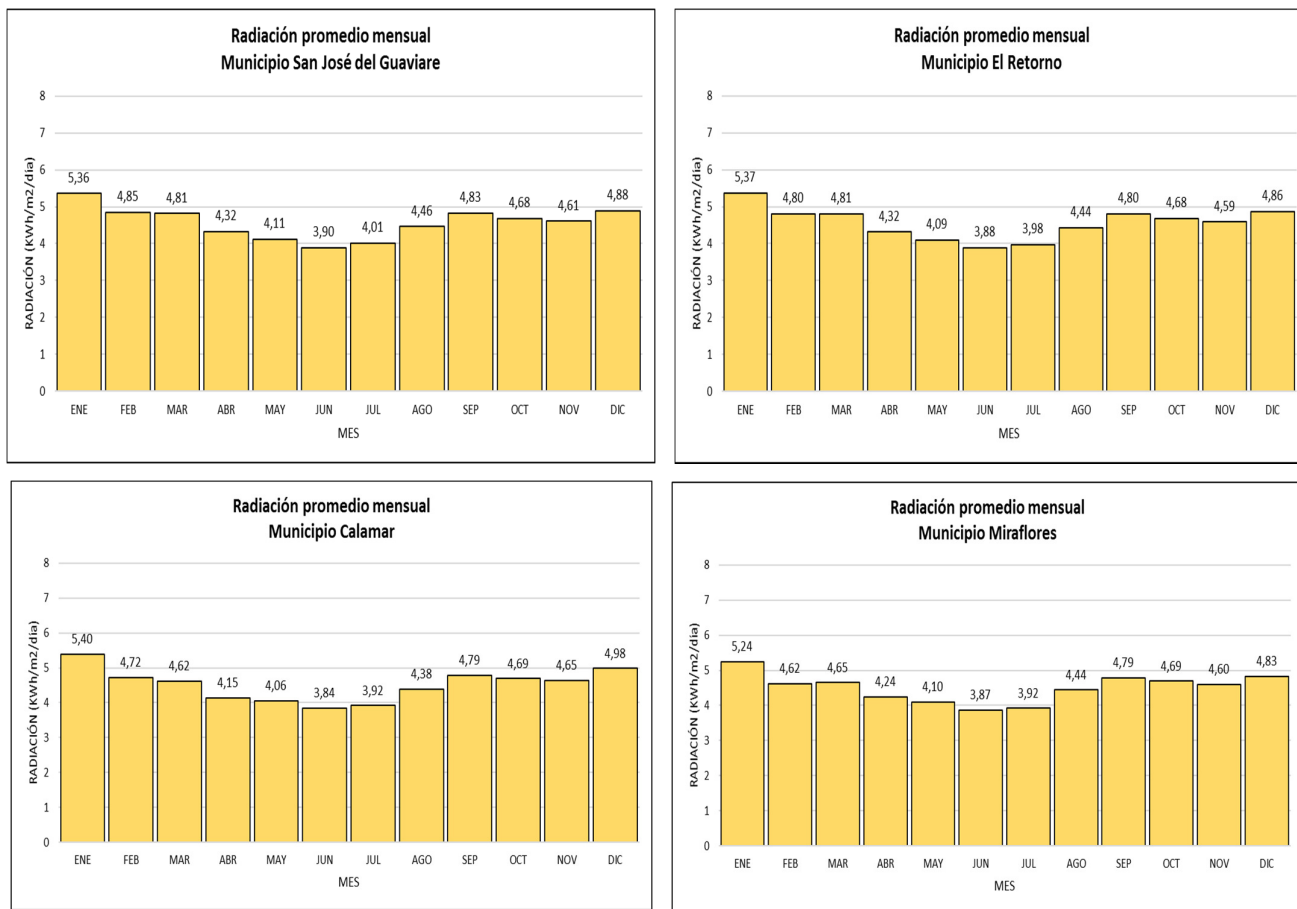 Radiación promedio mensual
Municipio San José del Guaviare
RADIACIÓN (KWh/m2/dia)
8
7
6
5
4
3
2
1
0
5,36 4,85 4,81 4,32 4,11 3,90 4,01 4,46 4,83 4,68 4,61 4,88
ENE FEB MAR ABR MAY JUN JUL AGO SEP OCT NOV DIC
MES
Radiación promedio mensual
Municipio El Retorno
RADIACIÓN (KWh/m2/dia)
8
7
6
5
4
3
2
1
0
5,37 4,80 4,81 4,32 4,09 3,88 3,98 4,44 4,80 4,68 4,59 4,86
ENE FEB MAR ABR MAY JUN JUL AGO SEP OCT NOV DIC
MES
Radiación promedio mensual
Municipio Calamar
RADIACIÓN (KWh/m2/dia)
8
7
6
5
4
3
2
1
0
5,40 4,72 4,62 4,15 4,06 3,84 3,92 4,38 4,79 4,69 4,65 4,98
ENE FEB MAR ABR MAY JUN JUL AGO SEP OCT NOV DIC
MES
Radiación promedio mensual
Municipio Miraflores
RADIACIÓN (KWh/m2/dia)
8
7
6
5
4
3
2
1
0
5,24 4,62 4,65 4,24 4,10 3,87 3,92 4,44 4,79 4,69 4,60 4,83
ENE FEB MAR ABR MAY JUN JUL AGO SEP OCT NOV DIC
MES